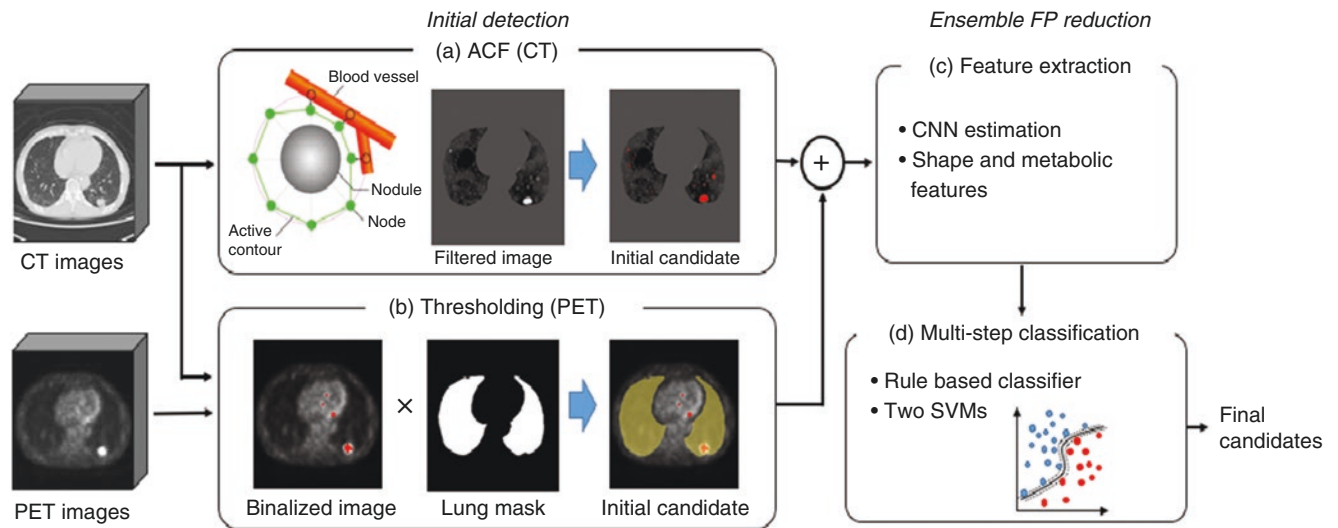 Initial detection
Ensemble FP reduction
(a) ACF (CT)
Blood vessel
Nodule
Node
Active
contour
Filtered image
Initial candidate
CT images
(b) Thresholding (PET)
×
Binalized image
Lung mask
Initial candidate
PET images
+
(c) Feature extraction
• CNN estimation
• Shape and metabolic
features
(d) Multi-step classification
• Rule based classifier
• Two SVMs
Final
candidates